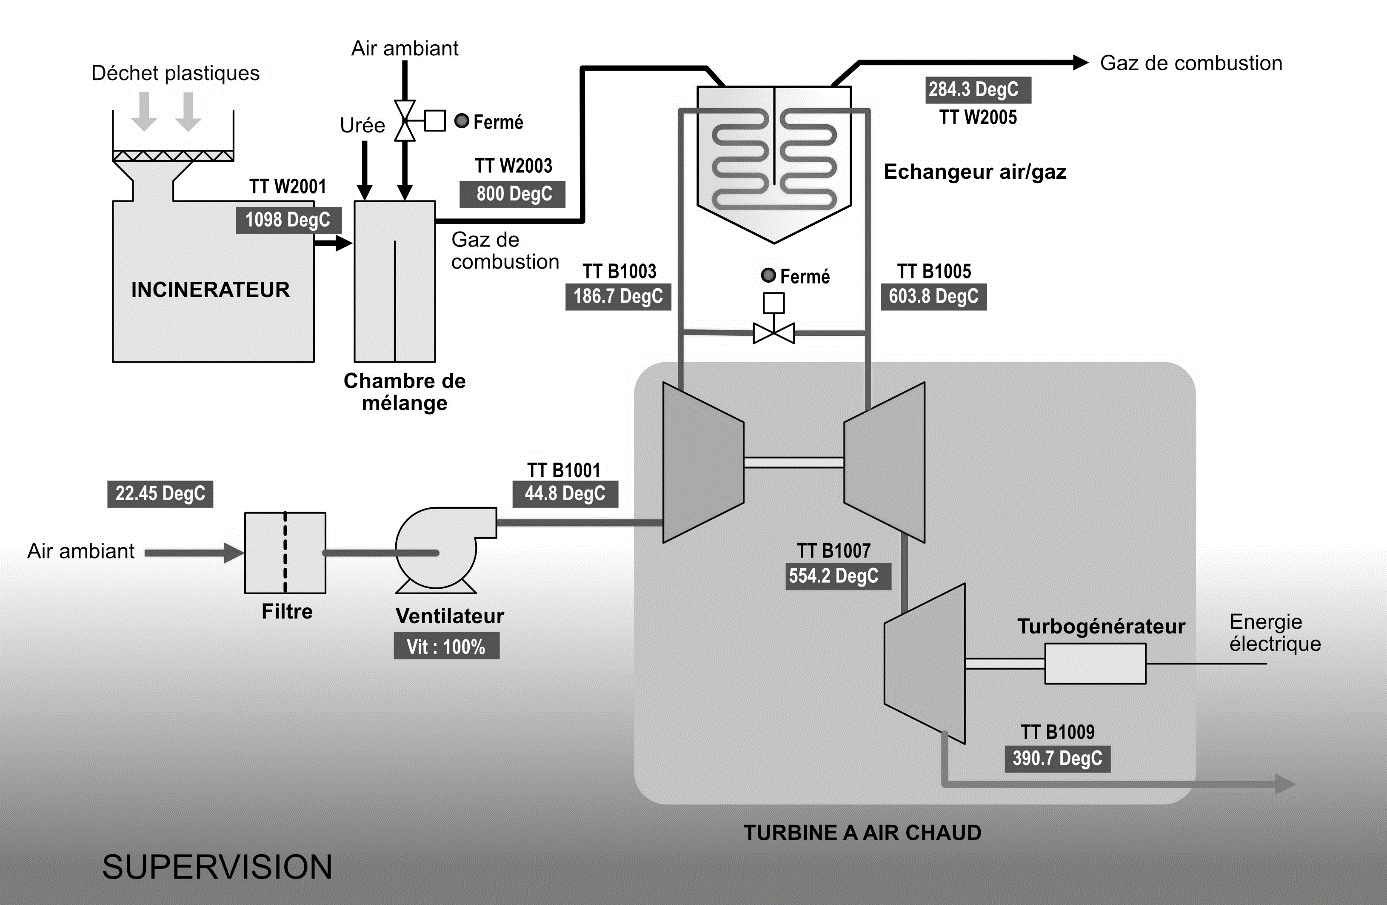 Air ambiant
Déchet plastiques
Urée
Fermé
Gaz de combustion
284.3 DegC
TT W2005
TT W2003
800 DegC
TT W2001
1098 DegC
Echangeur air/gaz
Gaz de
combustion
INCINERATEUR
TT B1003
186.7 DegC
Fermé
TT B1005
603.8 DegC
Chambre de
mélange
TT B1001
44.8 DegC
22.45 DegC
Air ambiant
Filtre
Ventilateur
Vit : 100%
TT B1007
554.2 DegC
Turbogénérateur
Energie
électrique
TT B1009
390.7 DegC
TURBINE A AIR CHAUD
SUPERVISION